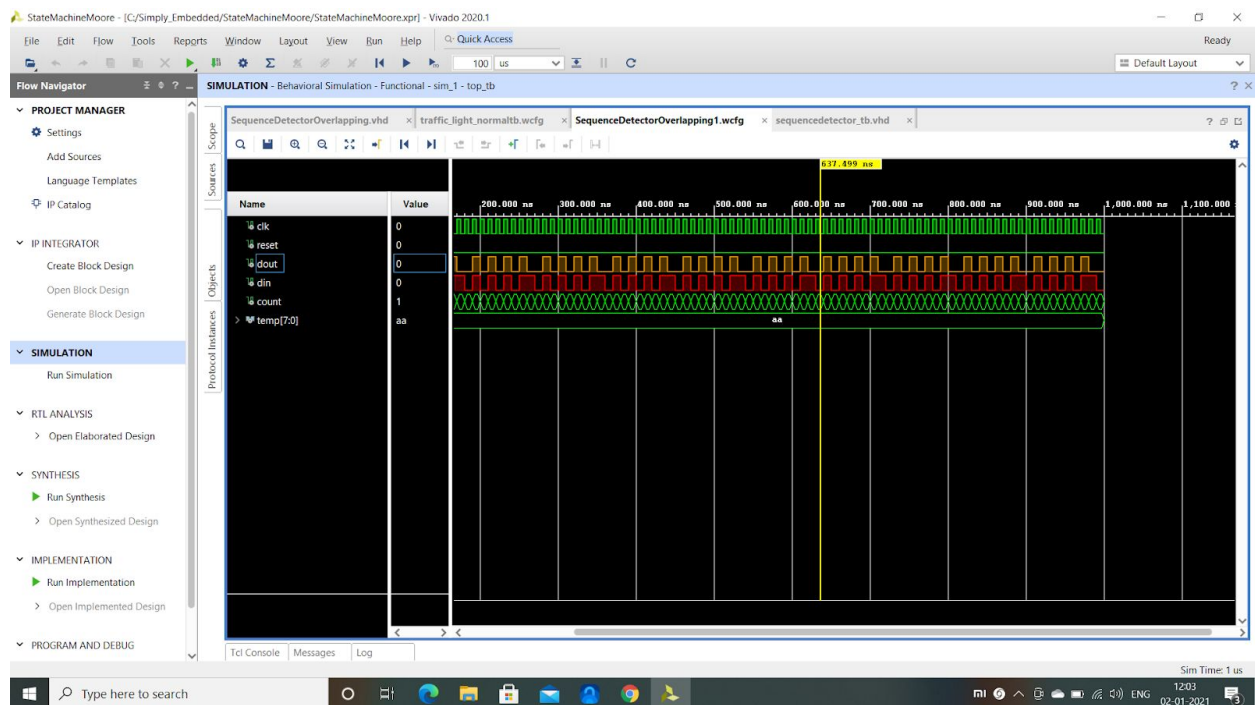 StateMachineMoore - [C:/Simply_Embedded/StateMachineMoore/StateMachineMoore.xpr] - Vivado 2020.1
File Edit Flow Tools Reports Window Layout View Run Help Quick Access Ready
100 us Default Layout
Flow Navigator SIMULATION - Behavioral Simulation - Functional - sim_1 - top_tb
PROJECT MANAGER
Settings
Add Sources
Language Templates
IP Catalog
IP INTEGRATOR
Create Block Design
Open Block Design
Generate Block Design
SIMULATION
Run Simulation
RTL ANALYSIS
Open Elaborated Design
SYNTHESIS
Run Synthesis
Open Synthesized Design
IMPLEMENTATION
Run Implementation
Open Implemented Design
PROGRAM AND DEBUG
Scope
Sources
Objects
Protocol Instances
SequenceDetectorOverlapping.vhd traffic_light_normaltb.wcfg SequenceDetectorOverlapping1.wcfg sequencedetector_tb.vhd
637.499 ns
Name Value 200.000 ns 300.000 ns 400.000 ns 500.000 ns 600.000 ns 700.000 ns 800.000 ns 900.000 ns 1,000.000 ns 1,100.000
clk 0
reset 0
dout 0
din 0
count 1
temp[7:0] aa aa
Tcl Console Messages Log
Sim Time: 1 us
Type here to search
ENG
12:03
02-01-2021
3